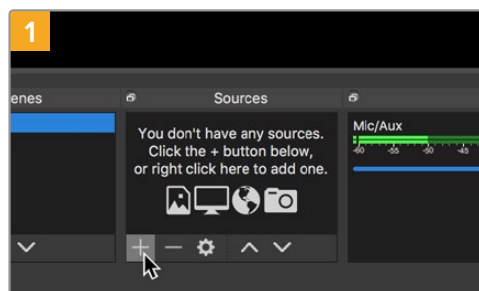 1
enes
Sources
You don't have any sources.
Click the + button below,
or right click here to add one.
Mic/Aux
-60 -55 -50 -45